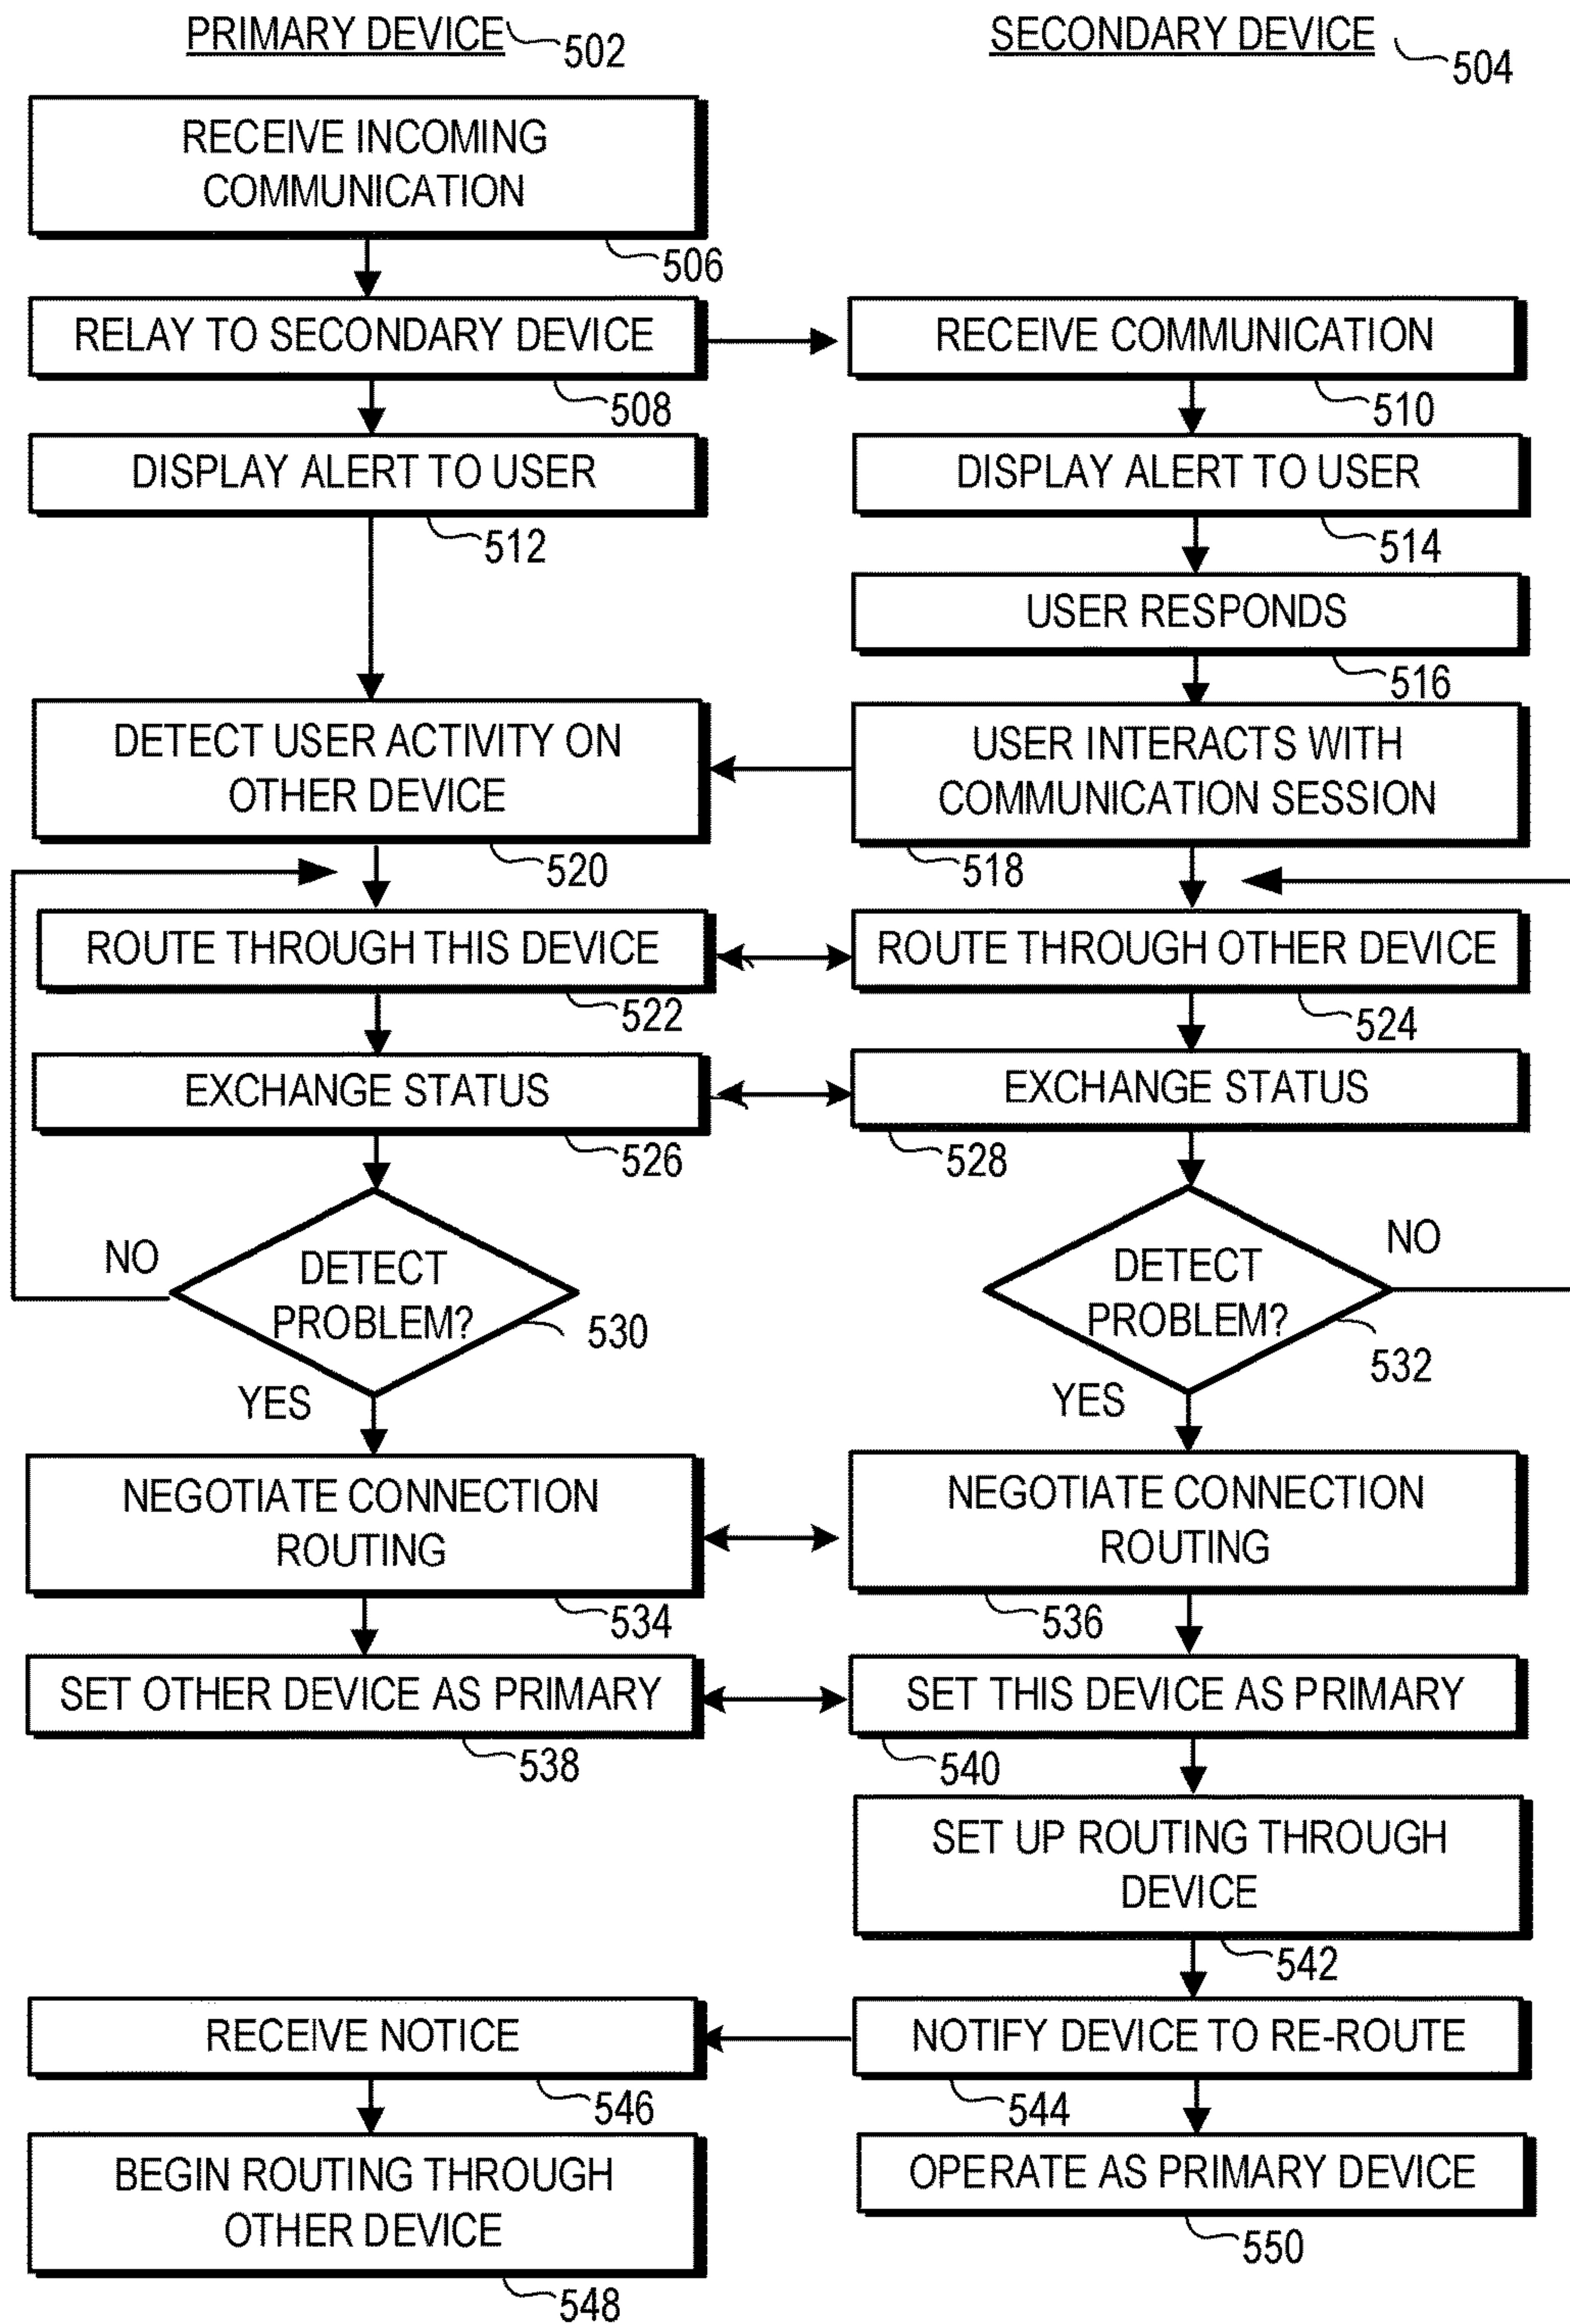 PRIMARY DEVICE 502
SECONDARY DEVICE 504
RECEIVE INCOMING
COMMUNICATION
506
RELAY TO SECONDARY DEVICE
508
RECEIVE COMMUNICATION
510
DISPLAY ALERT TO USER
512
DISPLAY ALERT TO USER
514
USER RESPONDS
516
DETECT USER ACTIVITY ON
OTHER DEVICE
520
USER INTERACTS WITH
COMMUNICATION SESSION
518
ROUTE THROUGH THIS DEVICE
522
ROUTE THROUGH OTHER DEVICE
524
EXCHANGE STATUS
526
EXCHANGE STATUS
528
NO
DETECT
PROBLEM?
530
YES
NO
DETECT
PROBLEM?
532
YES
NEGOTIATE CONNECTION
ROUTING
534
NEGOTIATE CONNECTION
ROUTING
536
SET OTHER DEVICE AS PRIMARY
538
SET THIS DEVICE AS PRIMARY
540
SET UP ROUTING THROUGH
DEVICE
542
RECEIVE NOTICE
546
NOTIFY DEVICE TO RE-ROUTE
544
BEGIN ROUTING THROUGH
OTHER DEVICE
548
OPERATE AS PRIMARY DEVICE
550